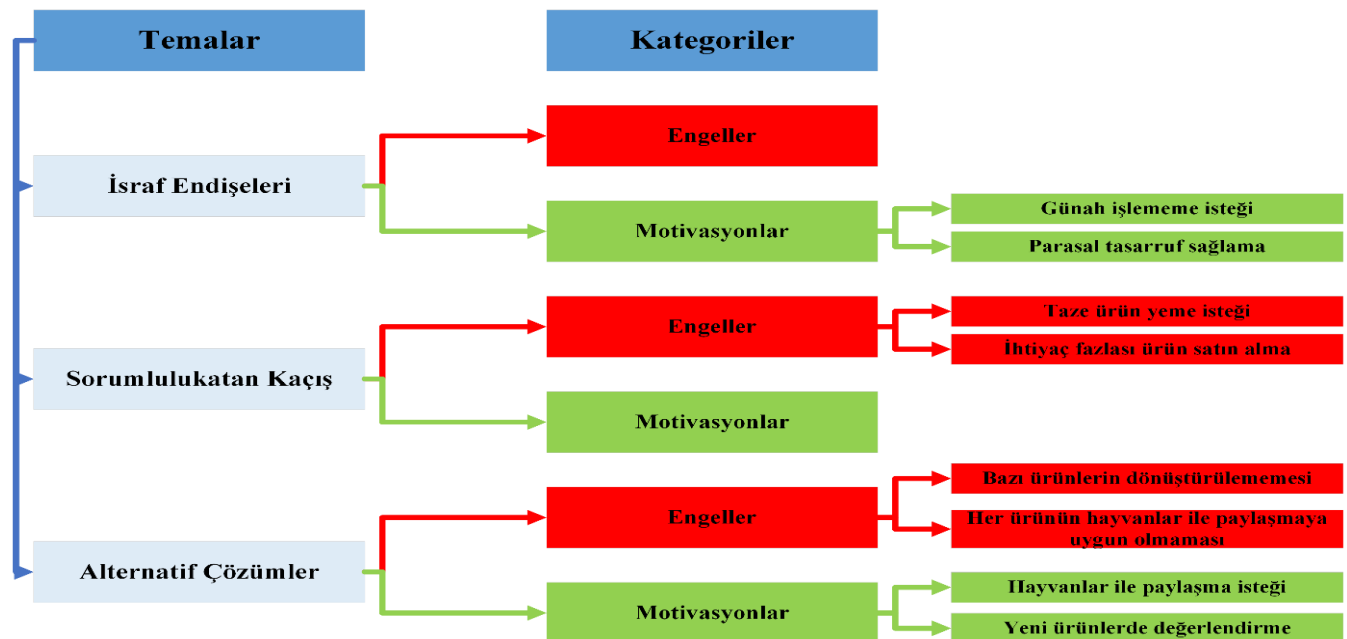 Temalar
Kategoriler
Engeller
İsraf Endişeleri
Motivasyonlar
Günah işlememe isteği
Parasal tasarruf sağlama
Engeller
Taze ürün yeme isteği
İhtiyaç fazlası ürün satın alma
Sorumlulukatan Kaçış
Motivasyonlar
Engeller
Bazı ürünlerin dönüştürülememesi
Her ürünün hayvanlar ile paylaşmaya
uygun olmaması
Alternatif Çözümler
Motivasyonlar
Hayvanlar ile paylaşma isteği
Yeni ürünlerde değerlendirme